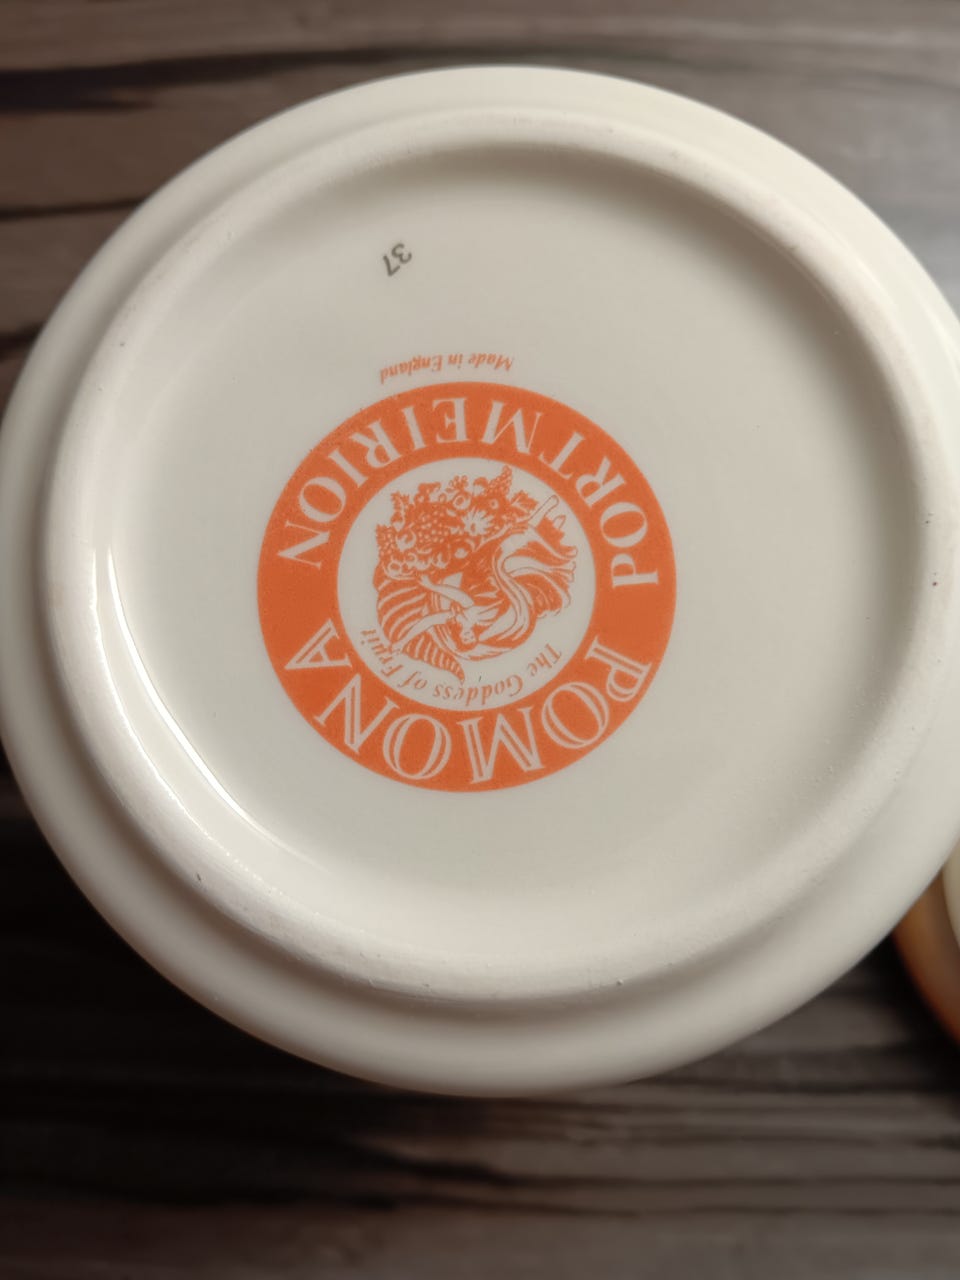 POMONA
The Goddess of Fruit
PORTMEIRION
Made in England
37